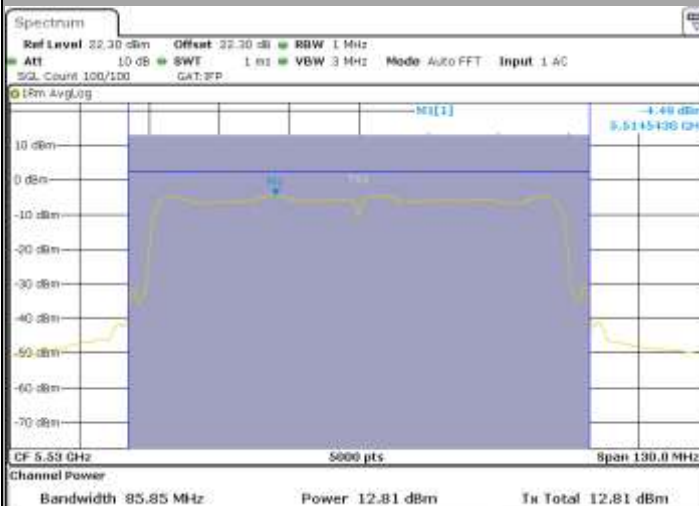 Spectrum
Ref Level 22.30 dBm Offset 22.30 dB RBW 1 MHz
Att 10 dB SWT 1 ms VBW 3 MHz Mode Auto FFT Input 1 AC
SGL Count 100/100 GAT:IFP
1Rm AvgLog
M1[1] -4.49 dBm
5.5145436 GHz
10 dBm
0 dBm
M1
-10 dBm
-20 dBm
-30 dBm
-40 dBm
-50 dBm
-60 dBm
-70 dBm
CF 5.53 GHz 5000 pts Span 130.0 MHz
Channel Power
Bandwidth 85.85 MHz Power 12.81 dBm Tx Total 12.81 dBm